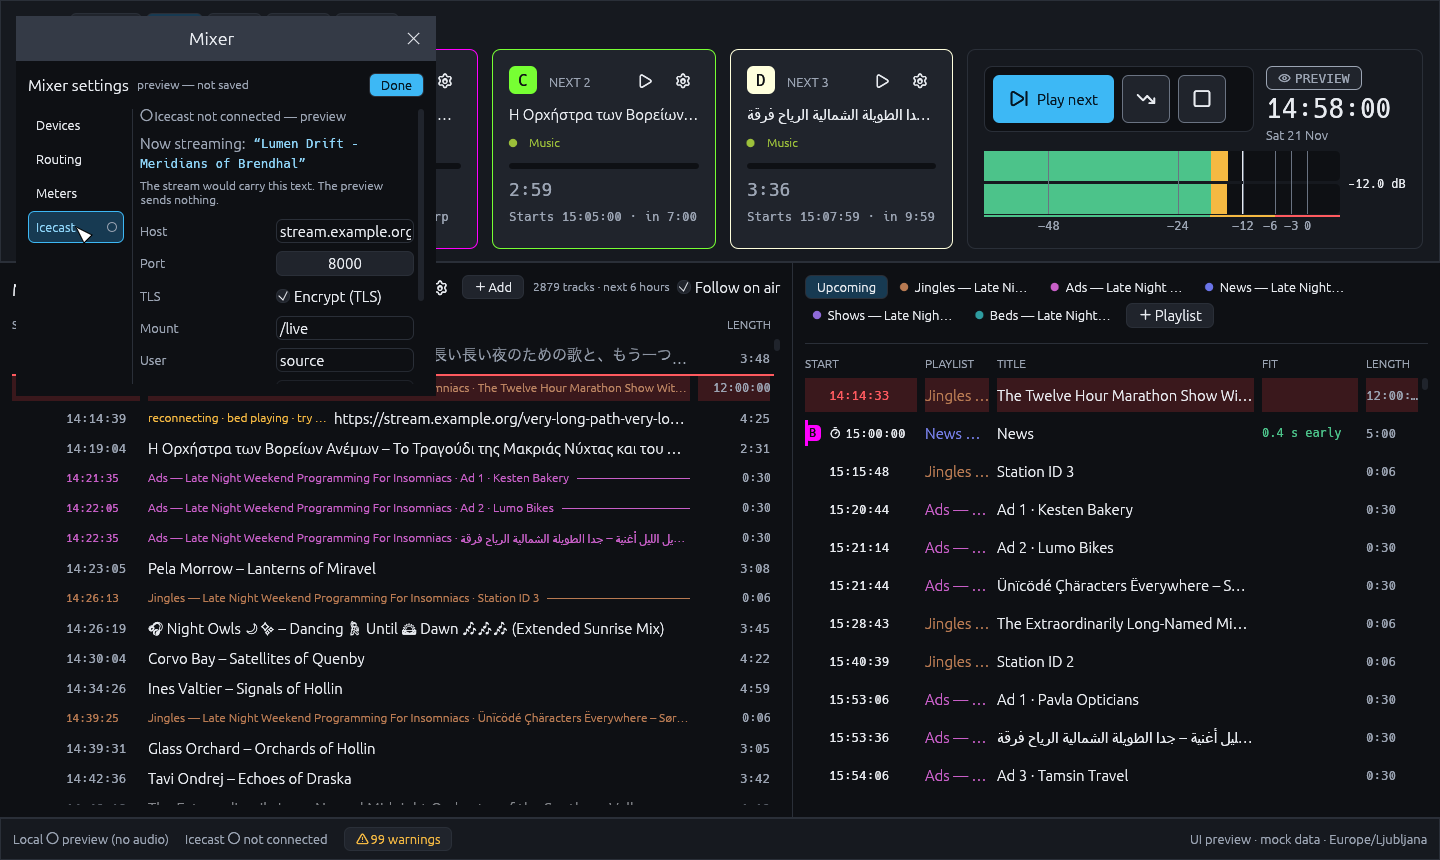 Mixer
Mixer settings preview — not saved Done
Devices
Routing
Meters
Icecast
Icecast not connected — preview
Now streaming: “Lumen Drift -
Meridians of Brendhal”
The stream would carry this text. The preview
sends nothing.
Host stream.example.org
Port 8000
TLS Encrypt (TLS)
Mount /live
User source
C NEXT 2
Η Ορχήστρα των Βορείων…
Music
2:59
Starts 15:05:00 · in 7:00
D NEXT 3
جدا الطويلة الشمالية الرياح فرقة…
Music
3:36
Starts 15:07:59 · in 9:59
Play next
PREVIEW
14:58:00
Sat 21 Nov
-12.0 dB
-48 -24 -12 -6 -3 0
+ Add 2879 tracks · next 6 hours Follow on air
LENGTH
長い長い夜のための歌と、もう一つ… 3:48
mniacs · The Twelve Hour Marathon Show Wit… 12:00:00
14:14:39 reconnecting · bed playing · try … https://stream.example.org/very-long-path-very-lo… 4:25
14:19:04 Η Ορχήστρα των Βορείων Ανέμων – Το Τραγούδι της Μακριάς Νύχτας και του … 2:31
14:21:35 Ads — Late Night Weekend Programming For Insomniacs · Ad 1 · Kesten Bakery 0:30
14:22:05 Ads — Late Night Weekend Programming For Insomniacs · Ad 2 · Lumo Bikes 0:30
14:22:35 Ads — Late Night Weekend Programming For Insomniacs · يل الليل أغنية – جدا الطويلة الشمالية الرياح فرقة… 0:30
14:23:05 Pela Morrow – Lanterns of Miravel 3:08
14:26:13 Jingles — Late Night Weekend Programming For Insomniacs · Station ID 3 0:06
14:26:19 🎧 Night Owls 🌙✨ – Dancing 💃 Until 🌅 Dawn 🎶🎶🎶 (Extended Sunrise Mix) 3:45
14:30:04 Corvo Bay – Satellites of Quenby 4:22
14:34:26 Ines Valtier – Signals of Hollin 4:59
14:39:25 Jingles — Late Night Weekend Programming For Insomniacs · Ünïcödé Çhäracters Ëverywhere – Sør… 0:06
14:39:31 Glass Orchard – Orchards of Hollin 3:05
14:42:36 Tavi Ondrej – Echoes of Draska 3:42
Upcoming Jingles — Late Ni… Ads — Late Night … News — Late Night…
Shows — Late Nigh… Beds — Late Night… + Playlist
START PLAYLIST TITLE FIT LENGTH
14:14:33 Jingles … The Twelve Hour Marathon Show Wi… 12:00:…
B 15:00:00 News … News 0.4 s early 5:00
15:15:48 Jingles … Station ID 3 0:06
15:20:44 Ads — … Ad 1 · Kesten Bakery 0:30
15:21:14 Ads — … Ad 2 · Lumo Bikes 0:30
15:21:44 Ads — … Ünïcödé Çhäracters Ëverywhere – S… 0:30
15:28:43 Jingles … The Extraordinarily Long-Named Mi… 0:06
15:40:39 Jingles … Station ID 2 0:06
15:53:06 Ads — … Ad 1 · Pavla Opticians 0:30
15:53:36 Ads — … لليل أغنية – جدا الطويلة الشمالية الرياح فرقة… 0:30
15:54:06 Ads — … Ad 3 · Tamsin Travel 0:30
Local preview (no audio) Icecast not connected 99 warnings
UI preview · mock data · Europe/Ljubljana